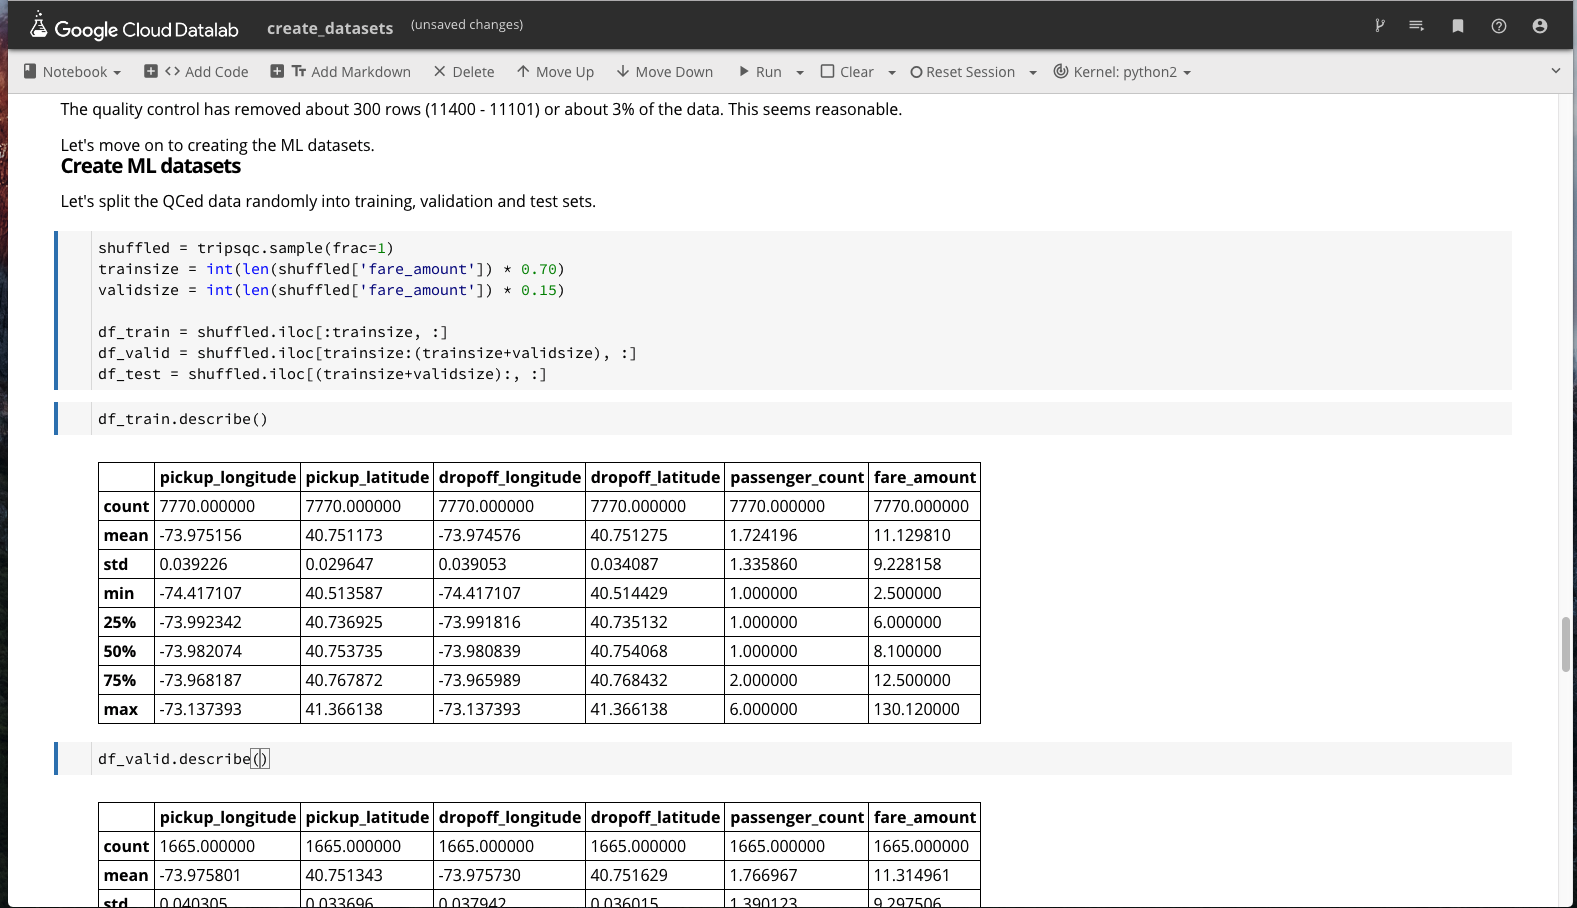 Google Cloud Datalab create_datasets (unsaved changes)
Notebook <> Add Code Tr Add Markdown Delete Move Up Move Down Run Clear Reset Session Kernel: python2
The quality control has removed about 300 rows (11400 - 11101) or about 3% of the data. This seems reasonable.
Let's move on to creating the ML datasets.
Create ML datasets
Let's split the QCed data randomly into training, validation and test sets.
shuffled = tripsqc.sample(frac=1)
trainsize = int(len(shuffled['fare_amount']) * 0.70)
validsize = int(len(shuffled['fare_amount']) * 0.15)
df_train = shuffled.iloc[:trainsize, :]
df_valid = shuffled.iloc[trainsize:(trainsize+validsize), :]
df_test = shuffled.iloc[(trainsize+validsize):, :]
df_train.describe()
pickup_longitude pickup_latitude dropoff_longitude dropoff_latitude passenger_count fare_amount
count 7770.000000 7770.000000 7770.000000 7770.000000 7770.000000 7770.000000
mean -73.975156 40.751173 -73.974576 40.751275 1.724196 11.129810
std 0.039226 0.029647 0.039053 0.034087 1.335860 9.228158
min -74.417107 40.513587 -74.417107 40.514429 1.000000 2.500000
25% -73.992342 40.736925 -73.991816 40.735132 1.000000 6.000000
50% -73.982074 40.753735 -73.980839 40.754068 1.000000 8.100000
75% -73.968187 40.767872 -73.965989 40.768432 2.000000 12.500000
max -73.137393 41.366138 -73.137393 41.366138 6.000000 130.120000
df_valid.describe()
pickup_longitude pickup_latitude dropoff_longitude dropoff_latitude passenger_count fare_amount
count 1665.000000 1665.000000 1665.000000 1665.000000 1665.000000 1665.000000
mean -73.975801 40.751343 -73.975730 40.751629 1.766967 11.314961
std 0.040305 0.033696 0.037942 0.036015 1.390123 9.297506